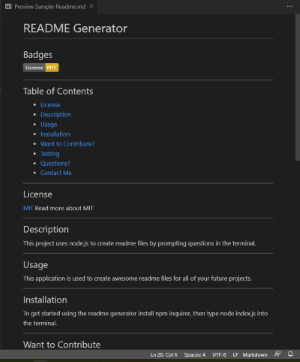 Preview Sample-Readme.md
README Generator
Badges
License MIT
Table of Contents
License
Description
Usage
Installation
Want to Contribute?
Testing
Questions?
Contact Me
License
MIT Read more about MIT
Description
This project uses node.js to create readme files by prompting questions in the terminal.
Usage
This application is used to create awesome readme files for all of your future projects.
Installation
To get started using the readme generator install npm inquirer, then type node index.js into
the terminal.
Want to Contribute
Ln 20, Col 6 Spaces: 4 UTF-8 LF Markdown